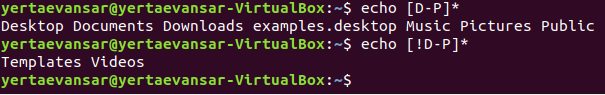 yertaevansar@yertaevansar-VirtualBox:~$ echo [D-P]*
Desktop Documents Downloads examples.desktop Music Pictures Public
yertaevansar@yertaevansar-VirtualBox:~$ echo [!D-P]*
Templates Videos
yertaevansar@yertaevansar-VirtualBox:~$